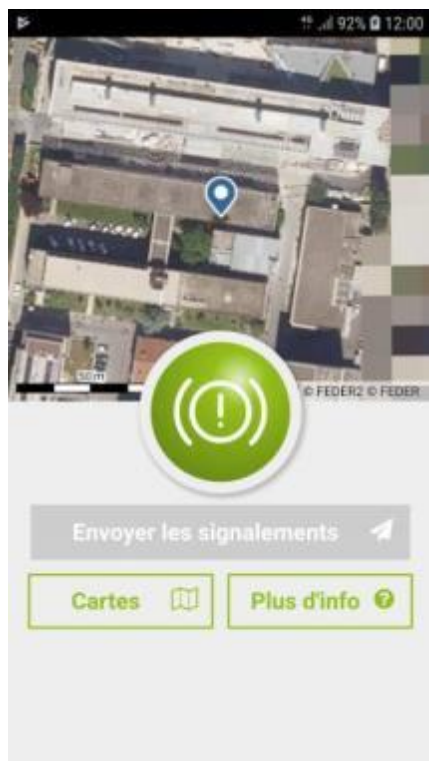 92% 12:00
50 m
© FEDER2 © FEDER
Envoyer les signalements
Cartes
Plus d'info